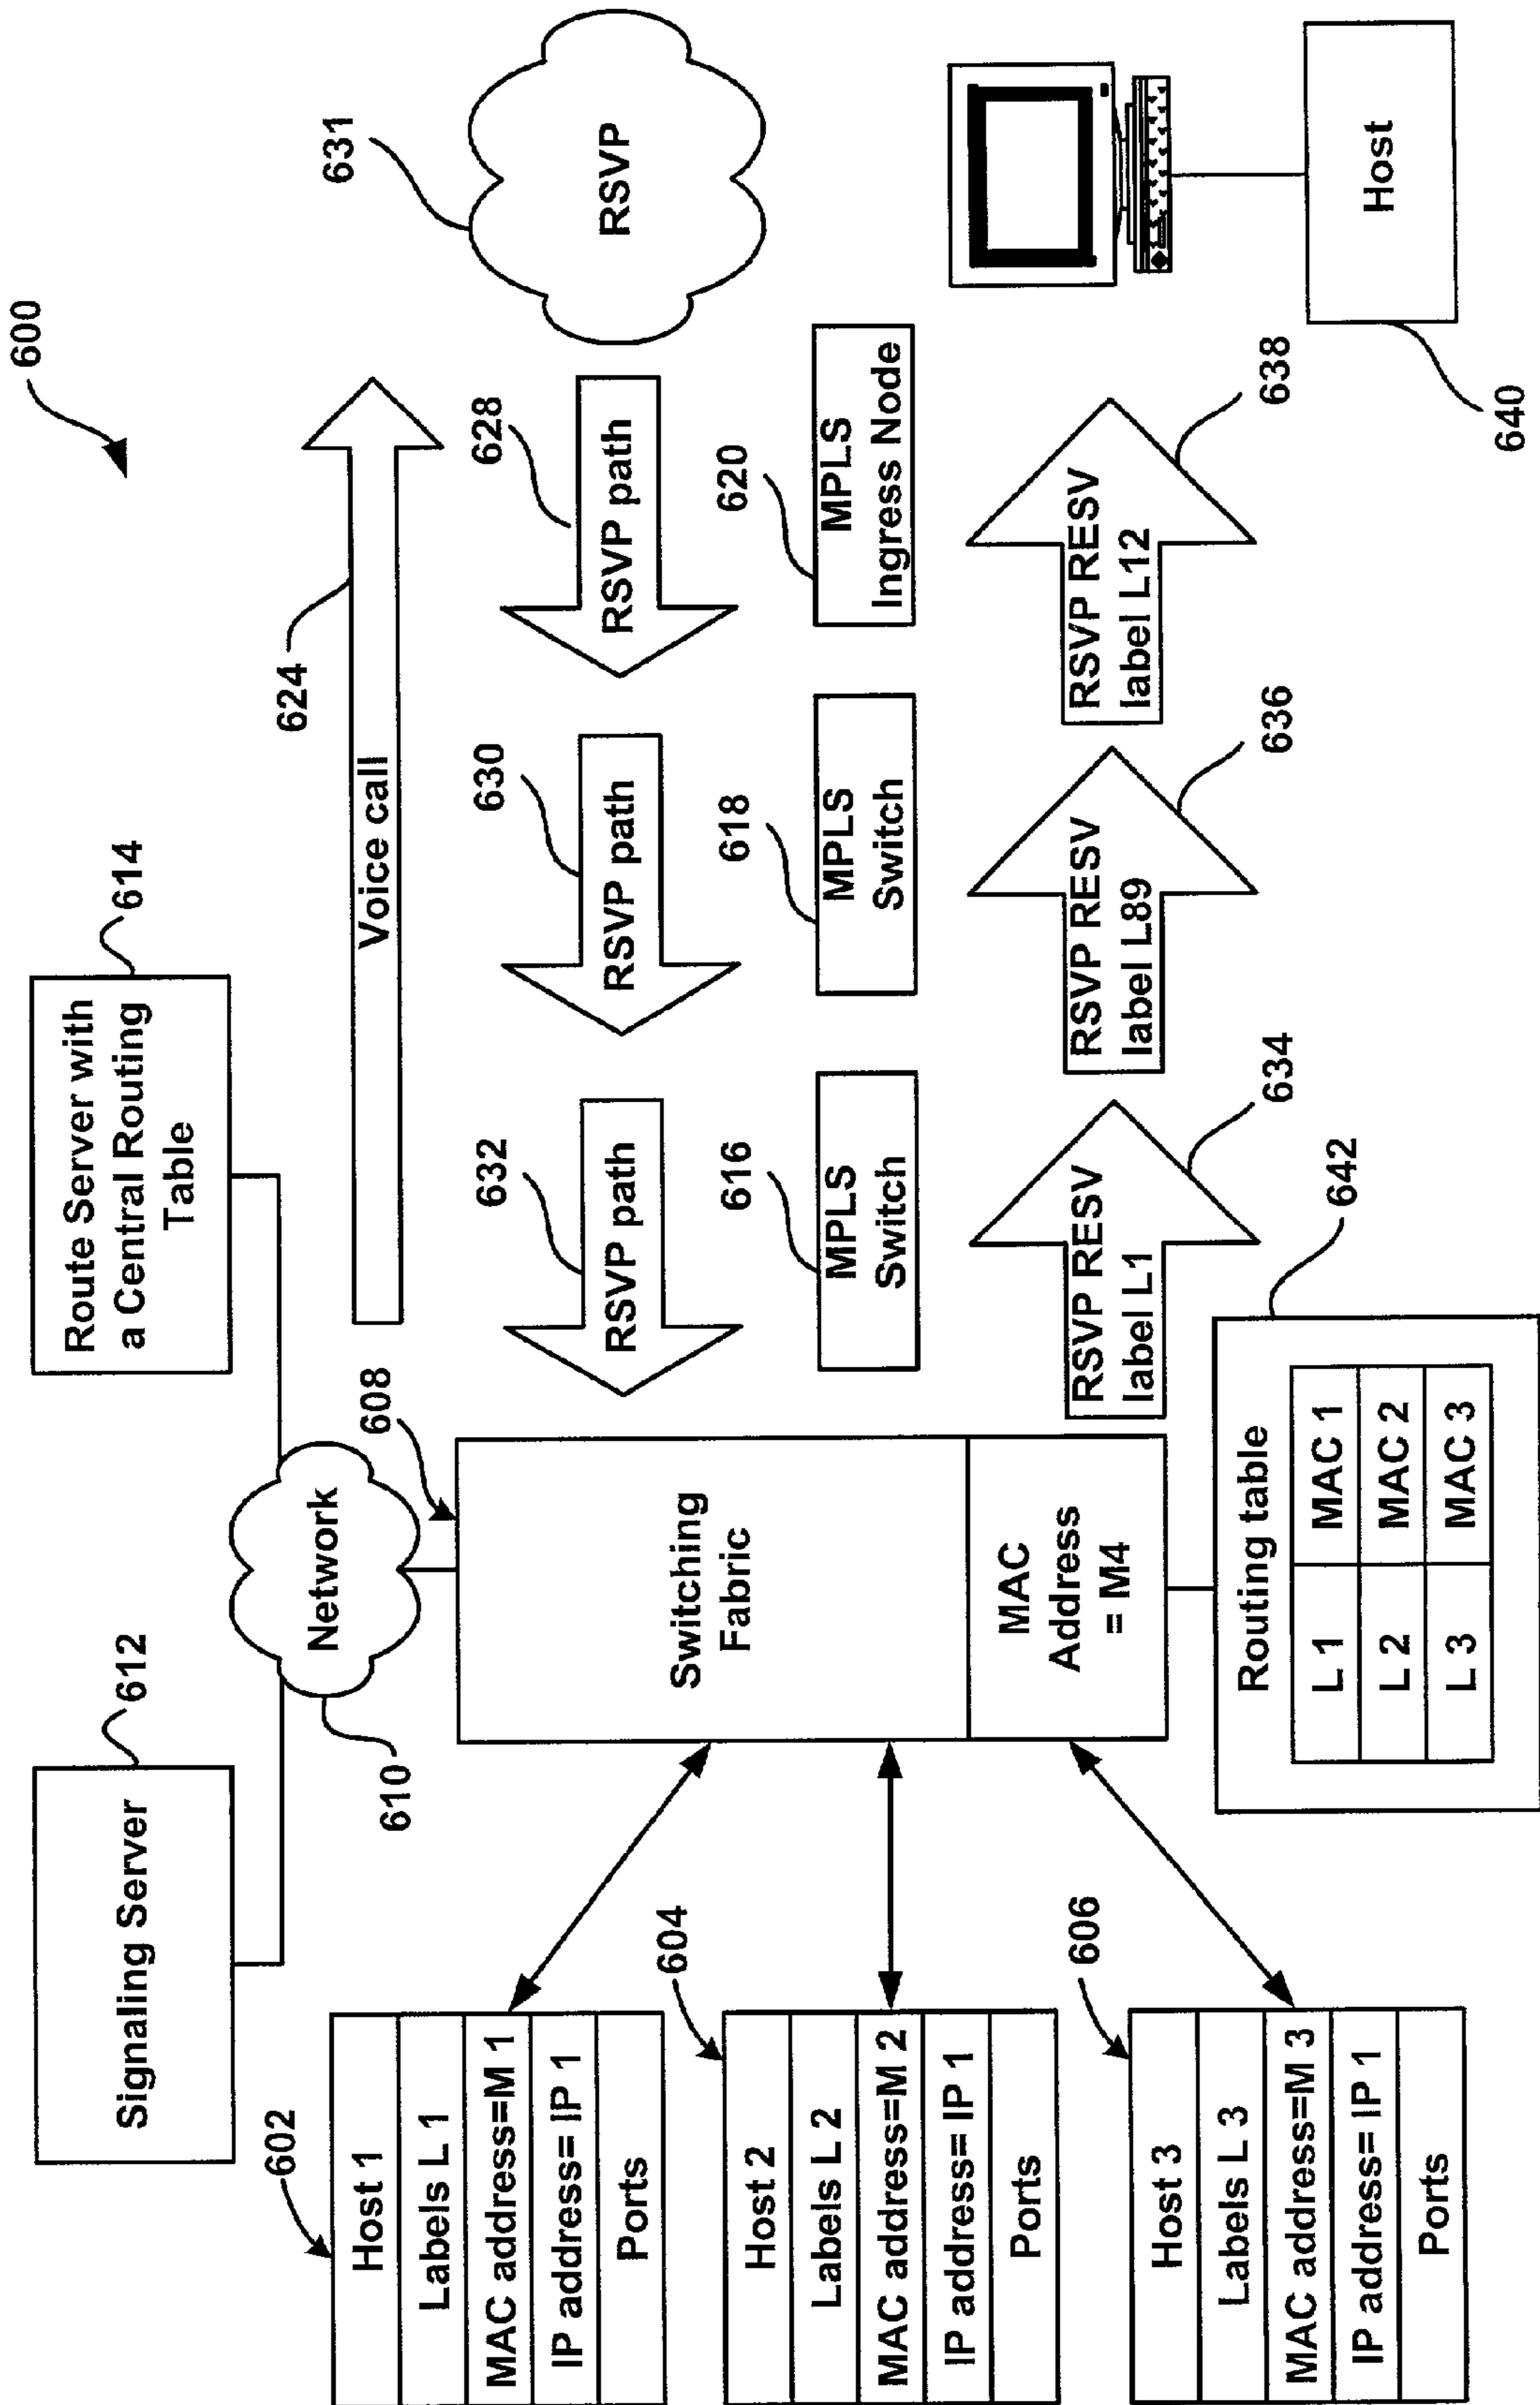 600
Signaling Server
612
Route Server with
a Central Routing
Table
614
Network
610
608
Voice call
624
631
RSVP
602
Host 1
Labels L 1
MAC address=M 1
IP address= IP 1
Ports
604
Host 2
Labels L 2
MAC address=M 2
IP address= IP 1
Ports
606
Host 3
Labels L 3
MAC address=M 3
IP address= IP 1
Ports
Switching
Fabric
MAC
Address
= M4
632
RSVP path
630
RSVP path
628
RSVP path
616
MPLS
Switch
618
MPLS
Switch
620
MPLS
Ingress Node
RSVP RESV
label L1
634
RSVP RESV
label L89
636
RSVP RESV
label L12
638
642
Routing table
L 1 MAC 1
L 2 MAC 2
L 3 MAC 3
Host
640